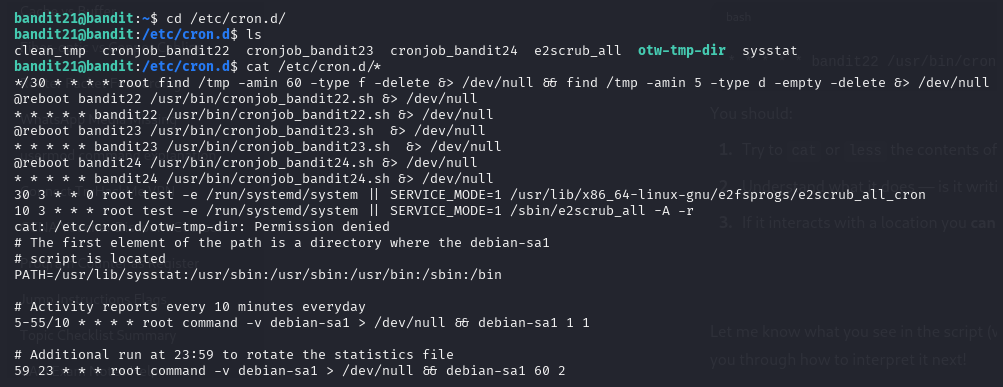 bandit21@bandit:~$ cd /etc/cron.d/
bandit21@bandit:/etc/cron.d$ ls
clean_tmp  cronjob_bandit22  cronjob_bandit23  cronjob_bandit24  e2scrub_all  otw-tmp-dir  sysstat
bandit21@bandit:/etc/cron.d$ cat /etc/cron.d/*
*/30 * * * * root find /tmp -amin 60 -type f -delete &> /dev/null && find /tmp -amin 5 -type d -empty -delete &> /dev/null
@reboot bandit22 /usr/bin/cronjob_bandit22.sh &> /dev/null
* * * * * bandit22 /usr/bin/cronjob_bandit22.sh &> /dev/null
@reboot bandit23 /usr/bin/cronjob_bandit23.sh  &> /dev/null
* * * * * bandit23 /usr/bin/cronjob_bandit23.sh  &> /dev/null
@reboot bandit24 /usr/bin/cronjob_bandit24.sh &> /dev/null
* * * * * bandit24 /usr/bin/cronjob_bandit24.sh &> /dev/null
30 3 * * 0 root test -e /run/systemd/system || SERVICE_MODE=1 /usr/lib/x86_64-linux-gnu/e2fsprogs/e2scrub_all_cron
10 3 * * * root test -e /run/systemd/system || SERVICE_MODE=1 /sbin/e2scrub_all -A -r
cat: /etc/cron.d/otw-tmp-dir: Permission denied
# The first element of the path is a directory where the debian-sa1
# script is located
PATH=/usr/lib/sysstat:/usr/sbin:/usr/sbin:/usr/bin:/sbin:/bin
# Activity reports every 10 minutes everyday
5-55/10 * * * * root command -v debian-sa1 > /dev/null && debian-sa1 1 1
# Additional run at 23:59 to rotate the statistics file
59 23 * * * root command -v debian-sa1 > /dev/null && debian-sa1 60 2
bash
bandit22 /usr/bin/cron
You should:
1. Try to cat or less the contents of
2. Understand what it does — is it writi
3. If it interacts with a location you can
Let me know what you see in the script (
you through how to interpret it next!
Topic Checklist Summary